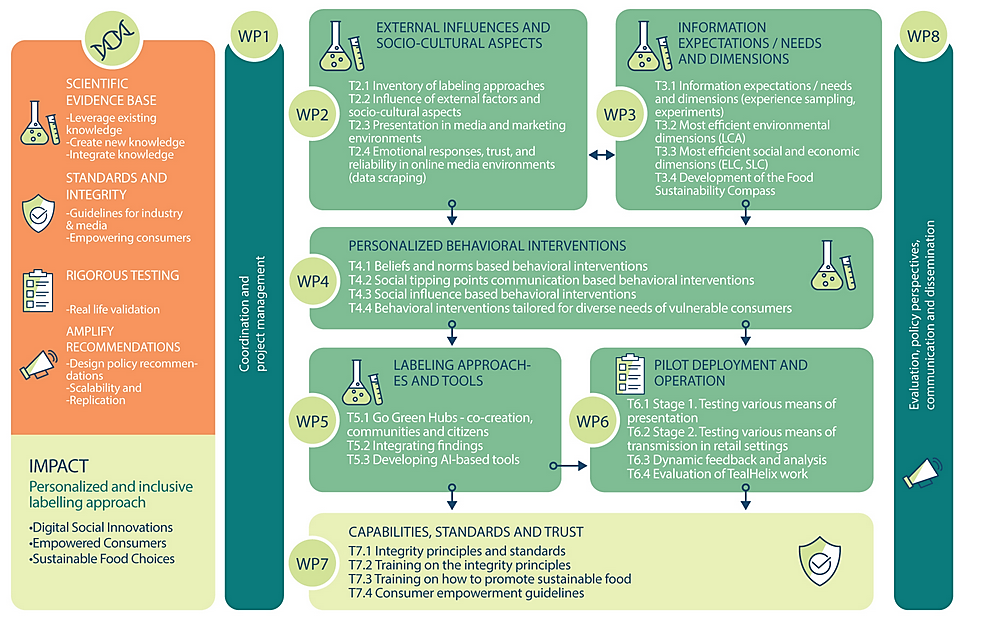 SCIENTIFIC
EVIDENCE BASE
-Leverage existing
knowledge
-Create new knowledge
-Integrate knowledge
STANDARDS AND
INTEGRITY
-Guidelines for industry
& media
-Empowering consumers
RIGOROUS TESTING
-Real life validation
AMPLIFY
RECOMMENDATIONS
-Design policy recommen-
dations
-Scalability and
-Replication
IMPACT
Personalized and inclusive
labelling approach
•Digital Social Innovations
•Empowered Consumers
•Sustainable Food Choices
WP1
Coordination and
project management
WP2
EXTERNAL INFLUENCES AND
SOCIO-CULTURAL ASPECTS
T2.1 Inventory of labeling approaches
T2.2 Influence of external factors and
socio-cultural aspects
T2.3 Presentation in media and marketing
environments
T2.4 Emotional responses, trust, and
reliability in online media environments
(data scraping)
WP3
INFORMATION
EXPECTATIONS / NEEDS
AND DIMENSIONS
T3.1 Information expectations / needs
and dimensions (experience sampling,
experiments)
T3.2 Most efficient environmental
dimensions (LCA)
T3.3 Most efficient social and economic
dimensions (ELC, SLC)
T3.4 Development of the Food
Sustainability Compass
WP4
PERSONALIZED BEHAVIORAL INTERVENTIONS
T4.1 Beliefs and norms based behavioral interventions
T4.2 Social tipping points communication based behavioral interventions
T4.3 Social influence based behavioral interventions
T4.4 Behavioral interventions tailored for diverse needs of vulnerable consumers
WP5
LABELING APPROACH-
ES AND TOOLS
T5.1 Go Green Hubs - co-creation,
communities and citizens
T5.2 Integrating findings
T5.3 Developing AI-based tools
WP6
PILOT DEPLOYMENT AND
OPERATION
T6.1 Stage 1. Testing various means of
presentation
T6.2 Stage 2. Testing various means of
transmission in retail settings
T6.3 Dynamic feedback and analysis
T6.4 Evaluation of TealHelix work
WP7
CAPABILITIES, STANDARDS AND TRUST
T7.1 Integrity principles and standards
T7.2 Training on the integrity principles
T7.3 Training on how to promote sustainable food
T7.4 Consumer empowerment guidelines
WP8
Evaluation, policy perspectives,
communication and dissemination